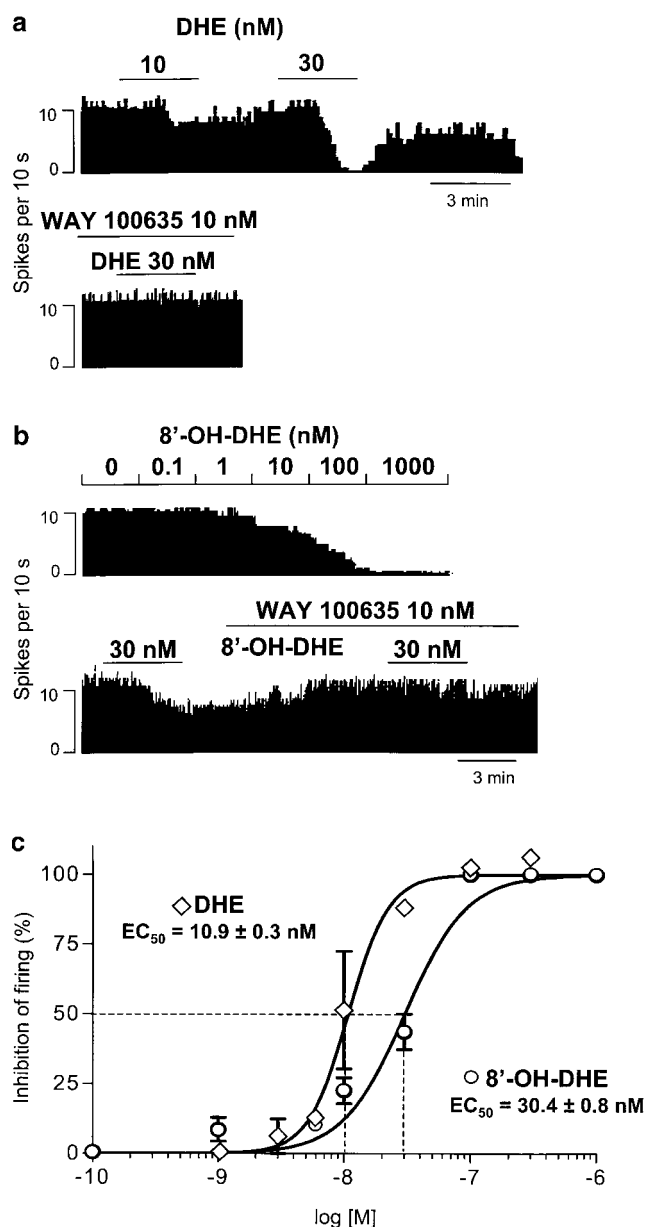 a
DHE (nM)
10 30
Spikes per 10 s
10
0
3 min
WAY 100635 10 nM
DHE 30 nM
10
0
b
8'-OH-DHE (nM)
0 0.1 1 10 100 1000
Spikes per 10 s
10
0
WAY 100635 10 nM
30 nM 8'-OH-DHE 30 nM
10
0
3 min
c
Inhibition of firing (%)
100
75
50
25
0
DHE
EC50 = 10.9 ± 0.3 nM
8'-OH-DHE
EC50 = 30.4 ± 0.8 nM
-10 -9 -8 -7 -6
log [M]